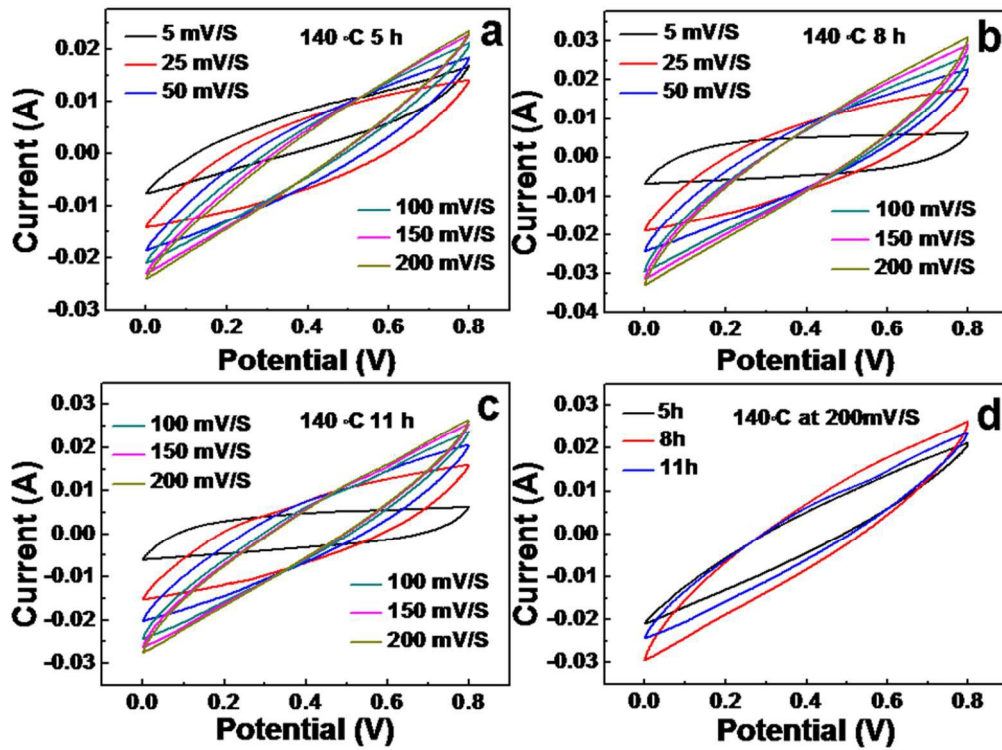 a
140 ◦C 5 h
5 mV/S
25 mV/S
50 mV/S
100 mV/S
150 mV/S
200 mV/S
0.02
0.01
0.00
-0.01
-0.02
-0.03
Current (A)
0.0 0.2 0.4 0.6 0.8
Potential (V)
b
140 ◦C 8 h
5 mV/S
25 mV/S
50 mV/S
100 mV/S
150 mV/S
200 mV/S
0.03
0.02
0.01
0.00
-0.01
-0.02
-0.03
-0.04
Current (A)
0.0 0.2 0.4 0.6 0.8
Potential (V)
c
140 ◦C 11 h
100 mV/S
150 mV/S
200 mV/S
100 mV/S
150 mV/S
200 mV/S
0.03
0.02
0.01
0.00
-0.01
-0.02
-0.03
Current (A)
0.0 0.2 0.4 0.6 0.8
Potential (V)
d
140◦C at 200mV/S
5h
8h
11h
0.03
0.02
0.01
0.00
-0.01
-0.02
-0.03
Current (A)
0.0 0.2 0.4 0.6 0.8
Potential (V)